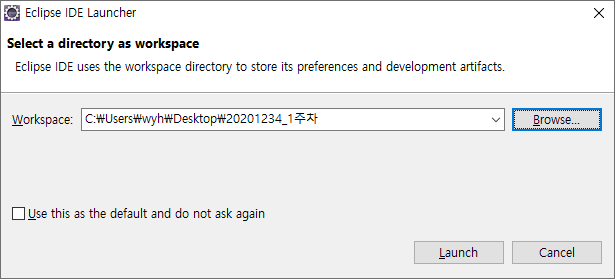 Eclipse IDE Launcher
Select a directory as workspace
Eclipse IDE uses the workspace directory to store its preferences and development artifacts.
Workspace: C:₩Users₩wyh₩Desktop₩20201234_1주차 Browse...
Use this as the default and do not ask again
Launch Cancel